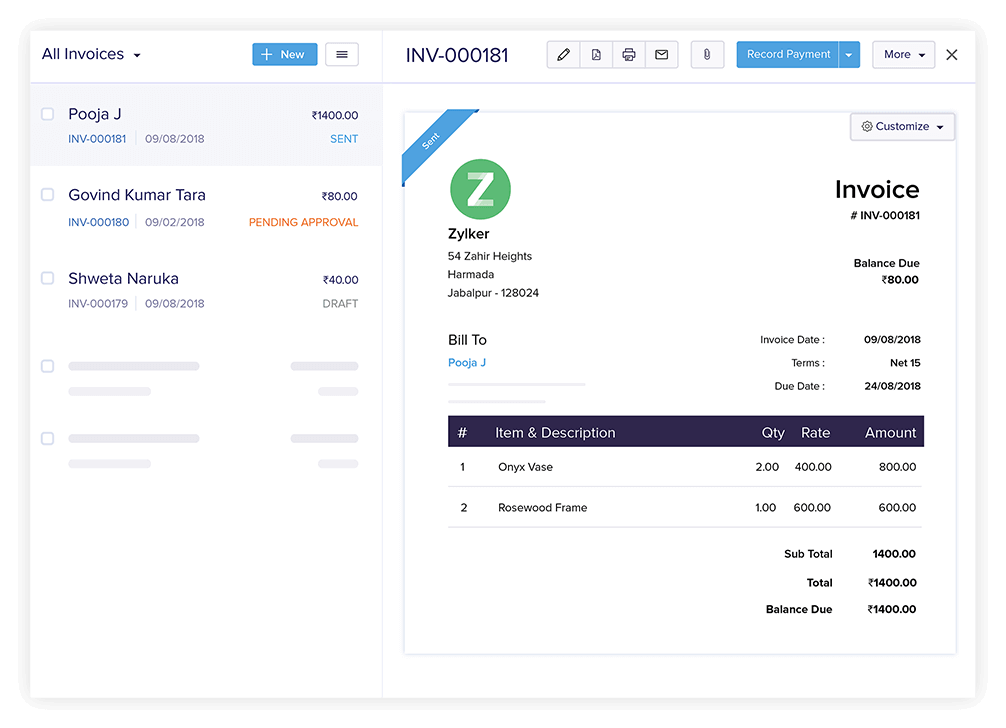 All Invoices
New
Pooja J ₹1400.00
INV-000181 09/08/2018 SENT
Govind Kumar Tara ₹80.00
INV-000180 09/02/2018 PENDING APPROVAL
Shweta Naruka ₹40.00
INV-000179 09/08/2018 DRAFT
INV-000181 Record Payment More
Customize
Sent
Z
Zylker
54 Zahir Heights
Harmada
Jabalpur - 128024
Invoice
# INV-000181
Balance Due
₹80.00
Bill To
Pooja J
Invoice Date : 09/08/2018
Terms : Net 15
Due Date : 24/08/2018
# Item & Description Qty Rate Amount
1 Onyx Vase 2.00 400.00 800.00
2 Rosewood Frame 1.00 600.00 600.00
Sub Total 1400.00
Total ₹1400.00
Balance Due ₹1400.00